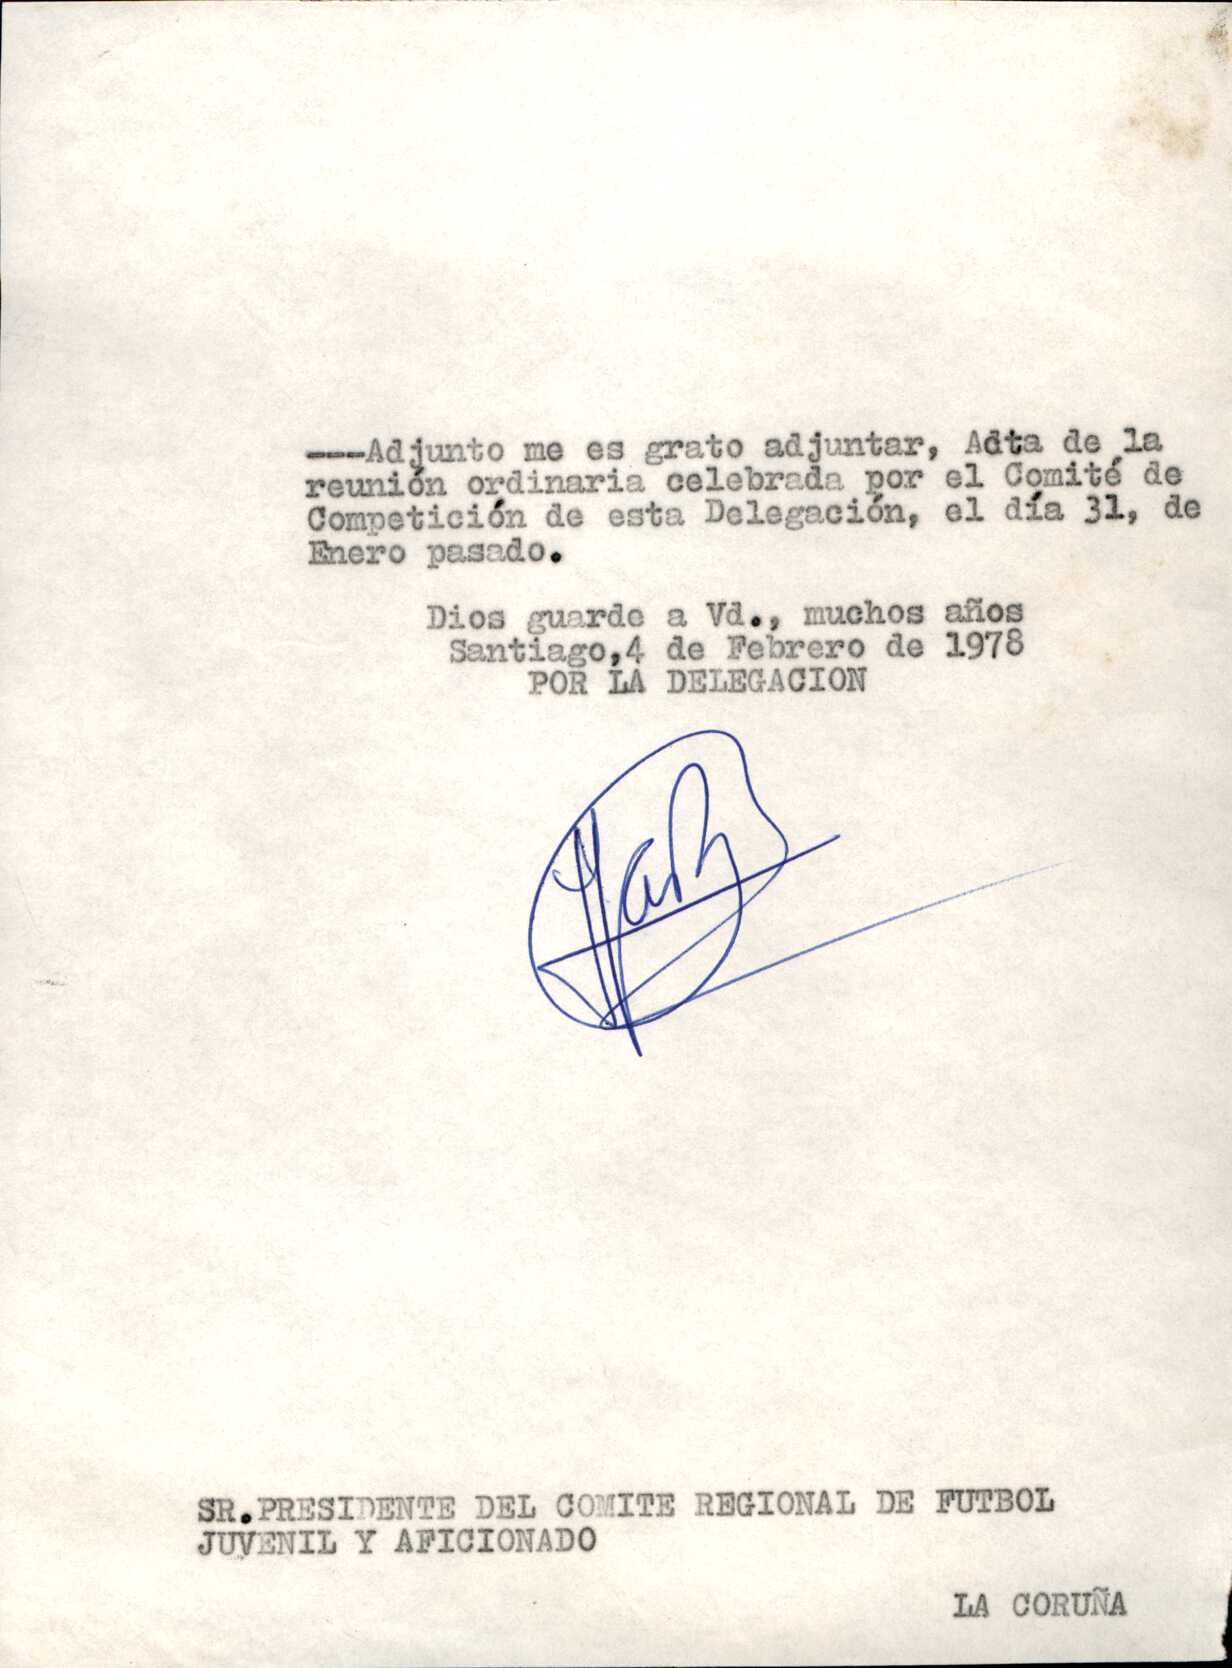 ---Adjunto me es grato adjuntar, Adta de la
reunión ordinaria celebrada por el Comité de
Competición de esta Delegación, el día 31, de
Enero pasado.
Dios guarde a Vd., muchos años
Santiago,4 de Febrero de 1978
POR LA DELEGACION
SR.PRESIDENTE DEL COMITE REGIONAL DE FUTBOL
JUVENIL Y AFICIONADO
LA CORUÑA